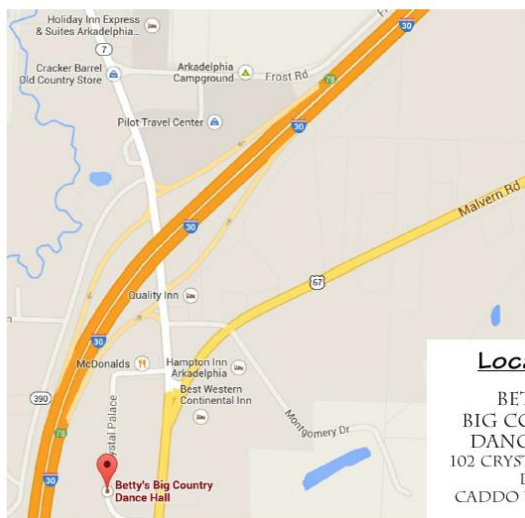 Holiday Inn Express
& Suites Arkadelphia...
7
30
Cracker Barrel
Old Country Store
Arkadelphia
Campground
Frost Rd
78
Pilot Travel Center
30
Malvern Rd
30
67
Quality Inn
30
McDonalds
Hampton Inn
Arkadelphia
390
Best Western
Continental Inn
Montgomery Dr
78
Crystal Palace
Betty's Big Country
Dance Hall
30
Loca
BET
BIG CO
DANC
102 CRYST
D
CADDO V